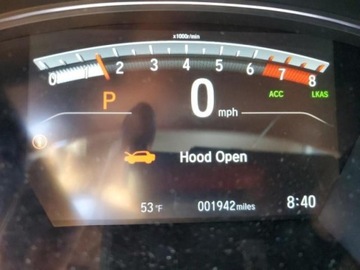 x1000r/min
0 1 2 3 4 5 6 7 8
P 0 mph
ACC LKAS
Hood Open
53°F 001942 miles 8:40